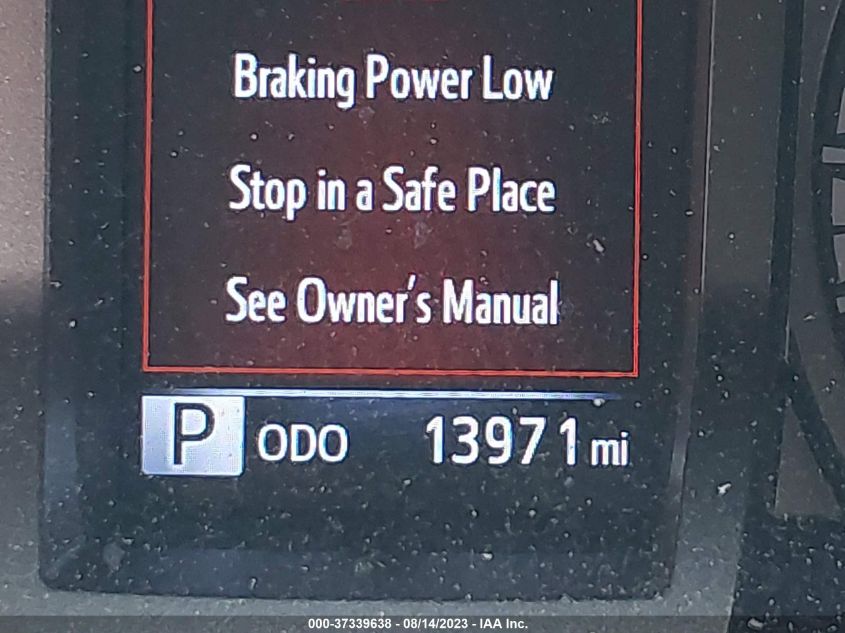 Braking Power Low
Stop in a Safe Place
See Owner's Manual
P ODO 13971 mi
000-37339638 - 08/14/2023 - IAA Inc.